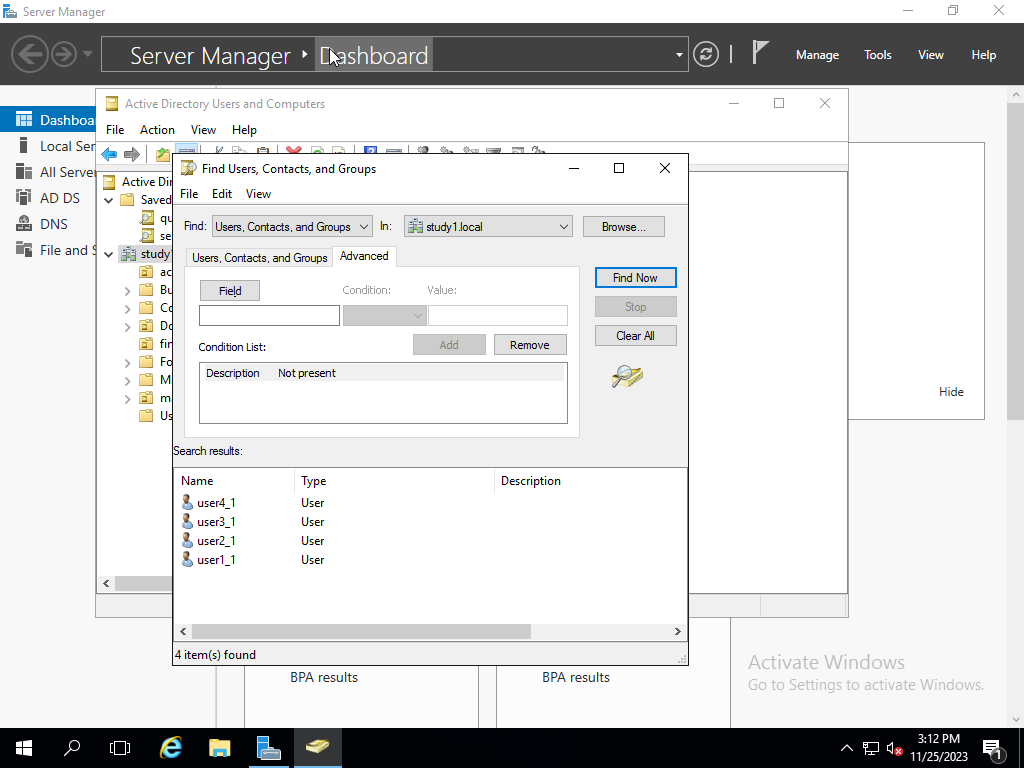 Server Manager
Server Manager ▸ Dashboard
Manage Tools View Help
Dashboa
Local Ser
All Server
AD DS
DNS
File and S
Active Directory Users and Computers
File Action View Help
Active Dir
Saved
qu
se
study1
ac
Bu
Co
Do
fin
Fo
M
ma
Us
Find Users, Contacts, and Groups
File Edit View
Find: Users, Contacts, and Groups In: study1.local Browse...
Users, Contacts, and Groups Advanced
Field Condition: Value:
Find Now
Stop
Clear All
Add Remove
Condition List:
Description Not present
Hide
Search results:
Name Type Description
user4_1 User
user3_1 User
user2_1 User
user1_1 User
4 item(s) found
BPA results BPA results
Activate Windows
Go to Settings to activate Windows.
3:12 PM
11/25/2023
1